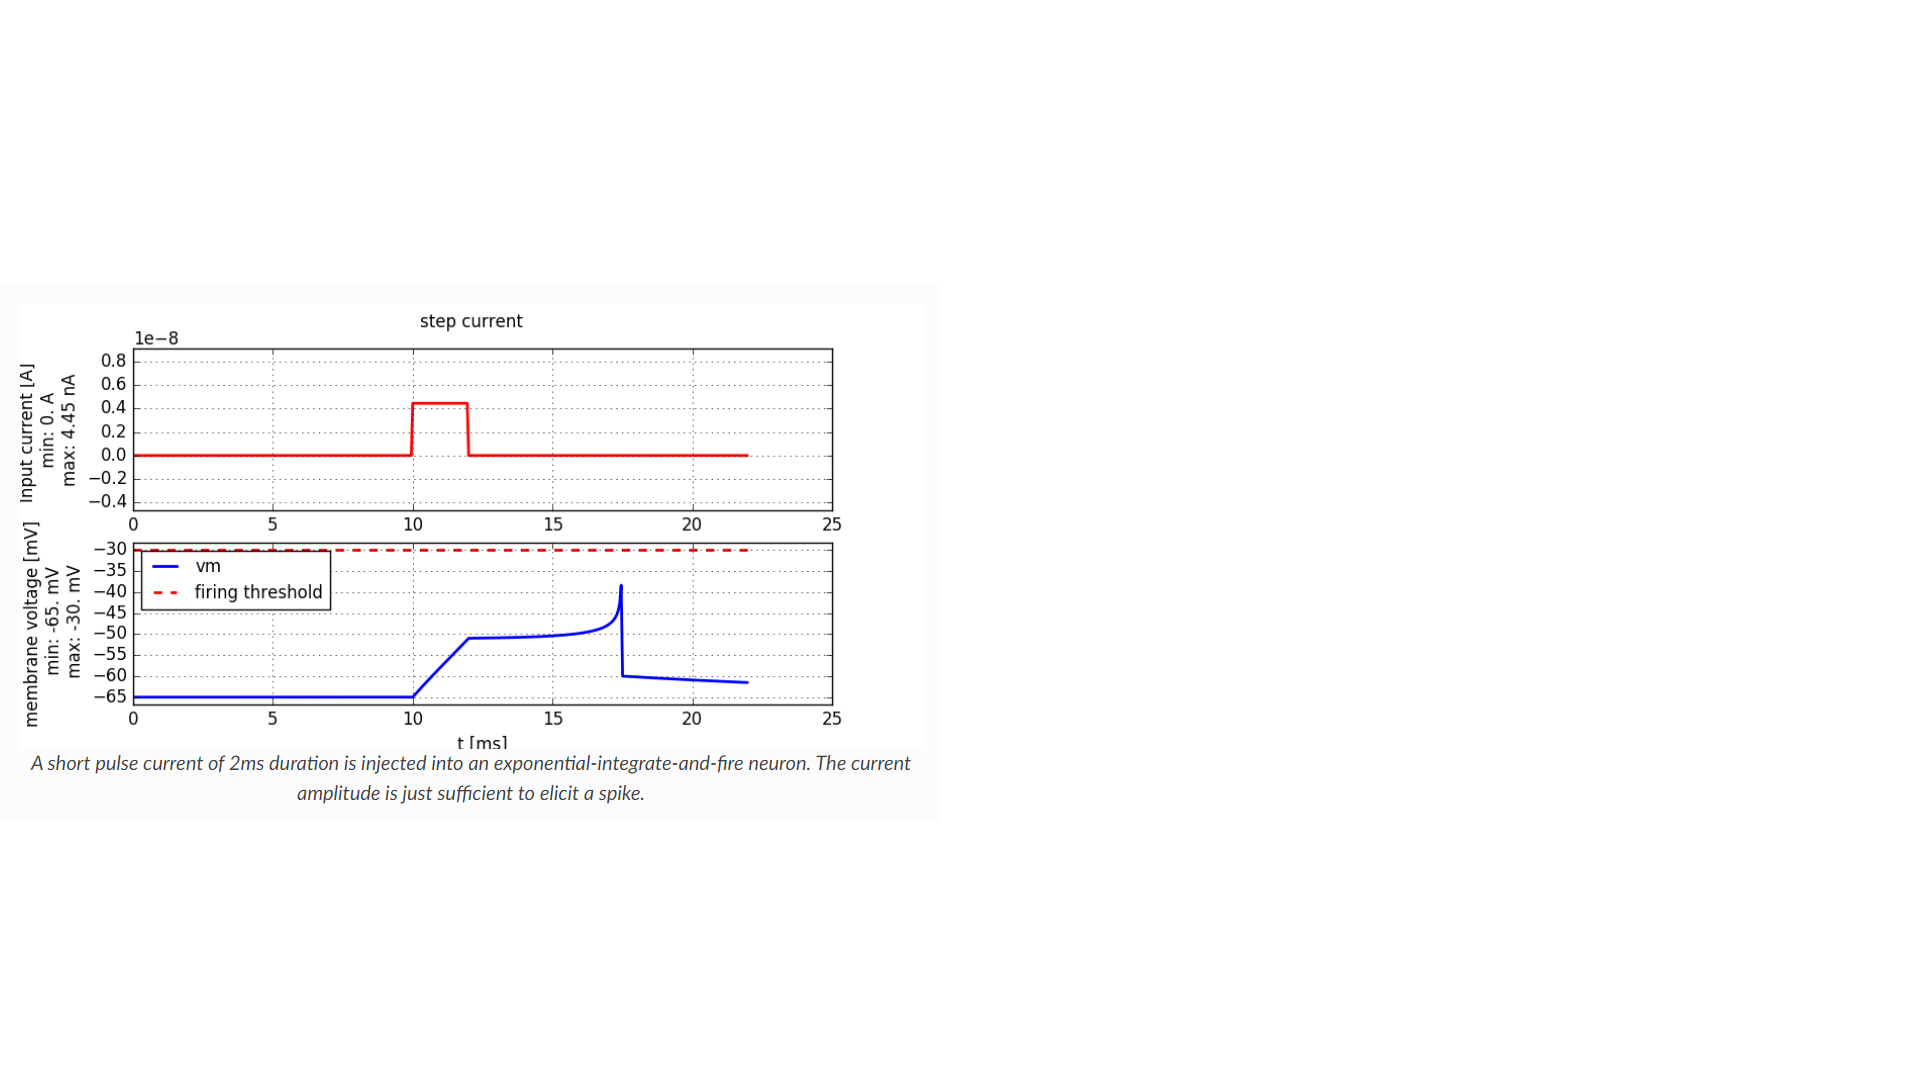 step current
1e−8
Input current [A]
min: 0. A
max: 4.45 nA
0.8
0.6
0.4
0.2
0.0
−0.2
−0.4
0 5 10 15 20 25
membrane voltage [mV]
min: -65. mV
max: -30. mV
−30
−35
−40
−45
−50
−55
−60
−65
vm
firing threshold
0 5 10 15 20 25
t [ms]
A short pulse current of 2ms duration is injected into an exponential-integrate-and-fire neuron. The current
amplitude is just sufficient to elicit a spike.